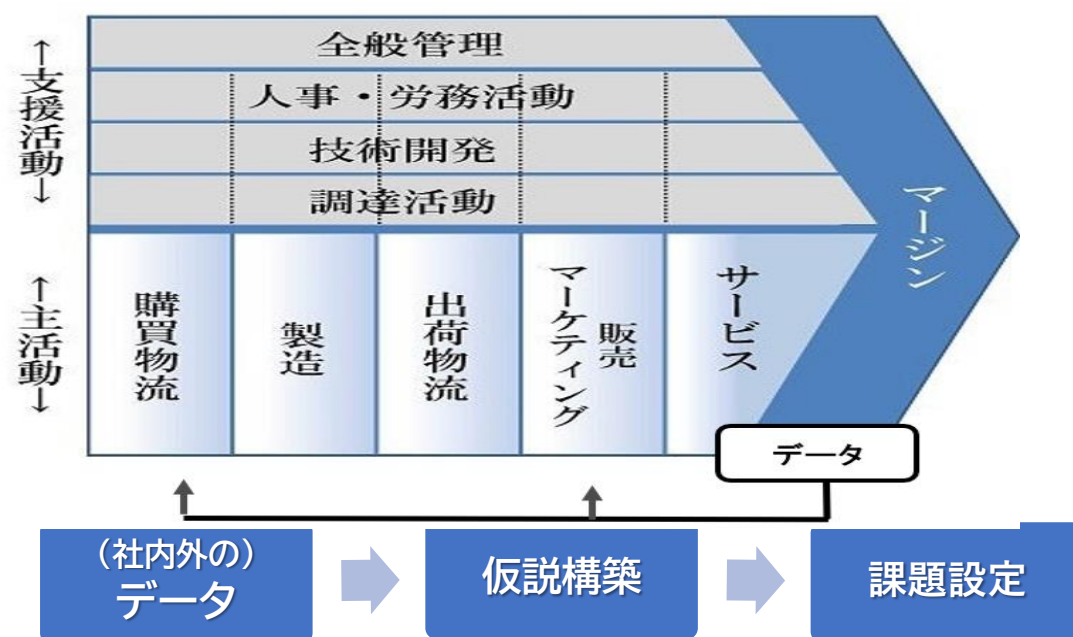 全般管理
人事・労務活動
技術開発
調達活動
←支援活動→
←主活動→
購買物流
製造
出荷物流
販売
マーケティング
サービス
マージン
データ
（社内外の）
データ
仮説構築
課題設定